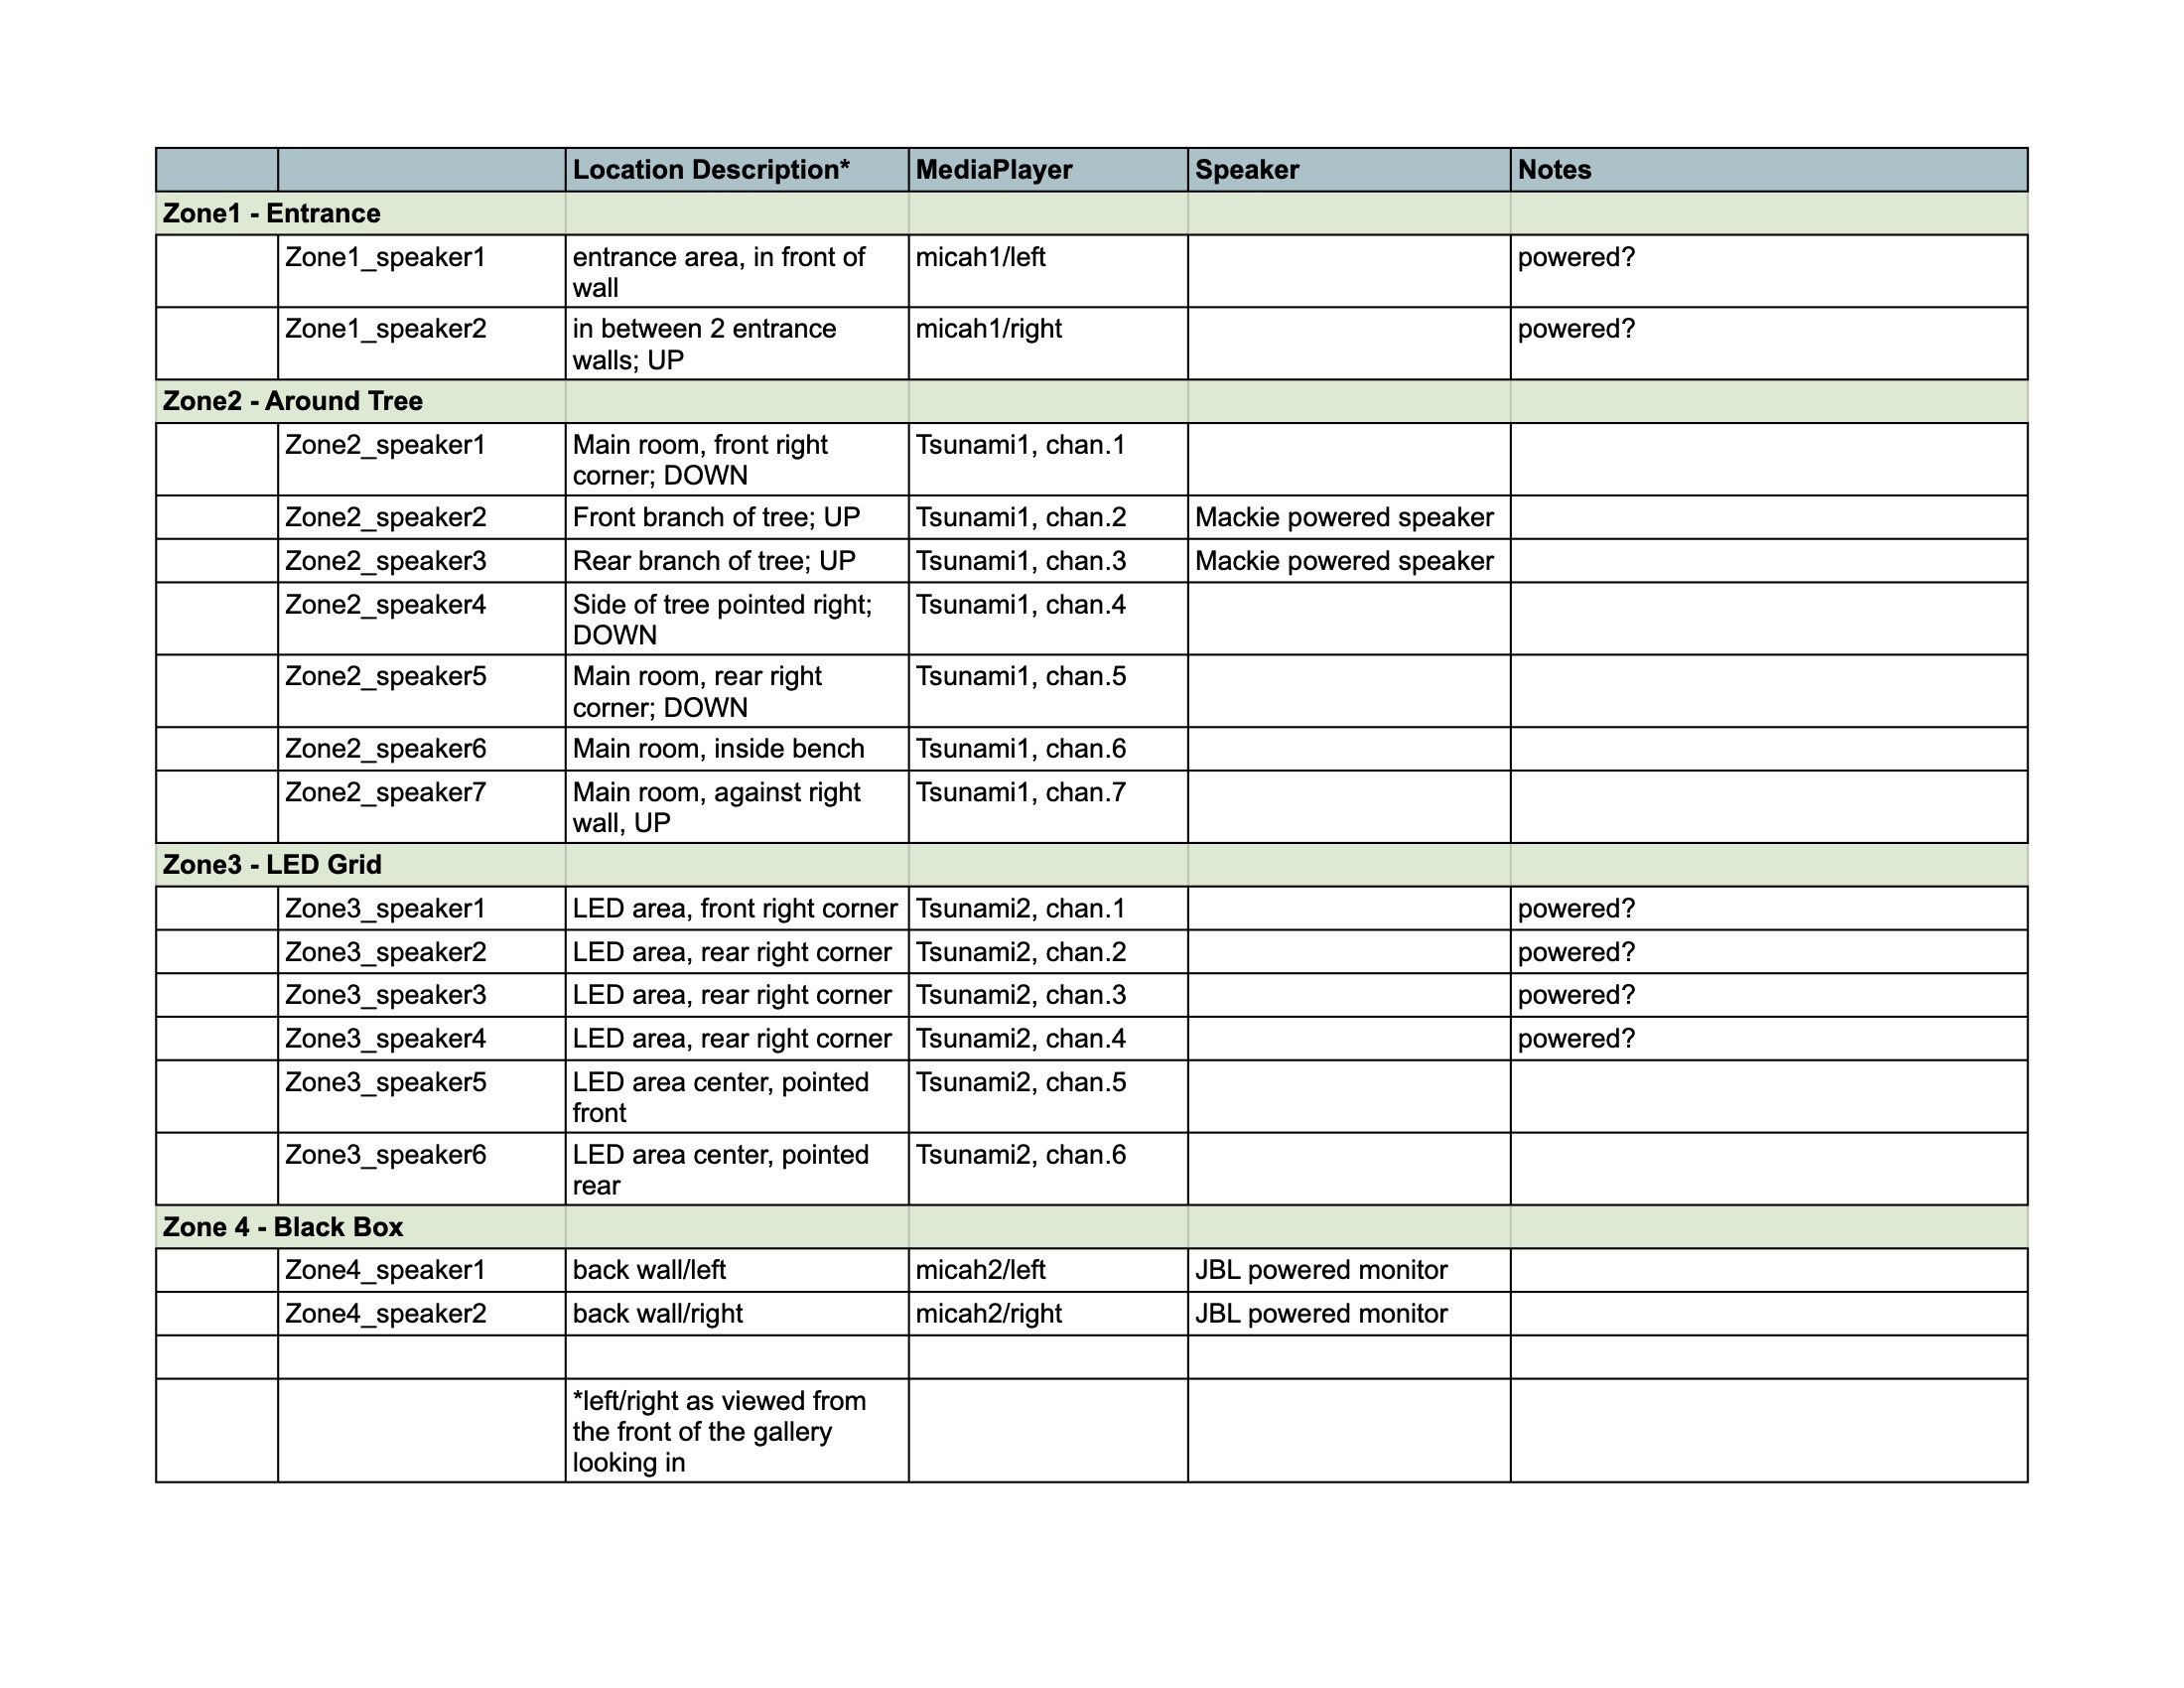 Location Description* MediaPlayer Speaker Notes
Zone1 - Entrance
Zone1_speaker1 entrance area, in front of micah1/left powered?
wall
Zone1_speaker2 in between 2 entrance micah1/right powered?
walls; UP
Zone2 - Around Tree
Zone2_speaker1 Main room, front right Tsunami1, chan.1
corner; DOWN
Zone2_speaker2 Front branch of tree; UP Tsunami1, chan.2 Mackie powered speaker
Zone2_speaker3 Rear branch of tree; UP Tsunami1, chan.3 Mackie powered speaker
Zone2_speaker4 Side of tree pointed right; Tsunami1, chan.4
DOWN
Zone2_speaker5 Main room, rear right Tsunami1, chan.5
corner; DOWN
Zone2_speaker6 Main room, inside bench Tsunami1, chan.6
Zone2_speaker7 Main room, against right Tsunami1, chan.7
wall, UP
Zone3 - LED Grid
Zone3_speaker1 LED area, front right corner Tsunami2, chan.1 powered?
Zone3_speaker2 LED area, rear right corner Tsunami2, chan.2 powered?
Zone3_speaker3 LED area, rear right corner Tsunami2, chan.3 powered?
Zone3_speaker4 LED area, rear right corner Tsunami2, chan.4 powered?
Zone3_speaker5 LED area center, pointed Tsunami2, chan.5
front
Zone3_speaker6 LED area center, pointed Tsunami2, chan.6
rear
Zone 4 - Black Box
Zone4_speaker1 back wall/left micah2/left JBL powered monitor
Zone4_speaker2 back wall/right micah2/right JBL powered monitor
*left/right as viewed from
the front of the gallery
looking in